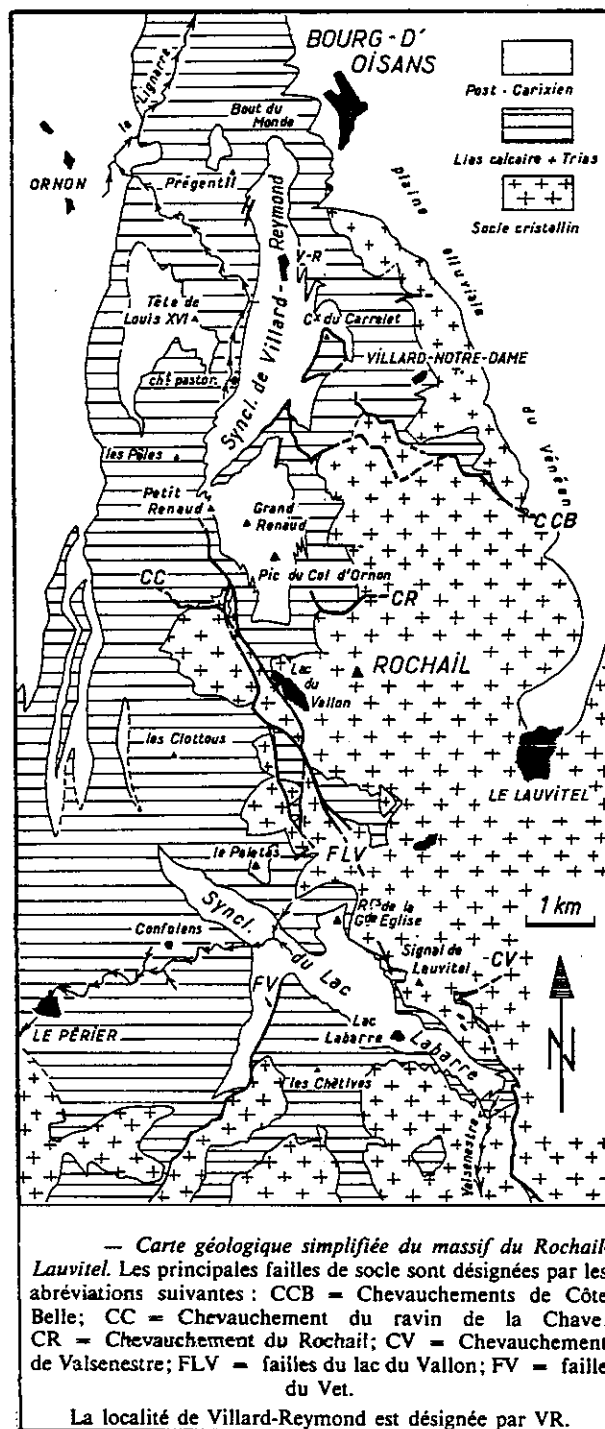 BOURG-D'
OISANS
la Lignarre
Bout du
Monde
ORNON
Prégentil
Post-Carixien
Lias calcaire + Trias
Socle cristallin
plaine alluviale du Vénéon
Syncl. de Villard-Reymond
V-R
Tête de
Louis XVI
Cx du Carrelet
VILLARD-NOTRE-DAME
cht pastor.
les Pales
Petit
Renaud
Grand
Renaud
CCB
Pic du Col d'Ornon
CC
CR
ROCHAIL
Lac
du
Vallon
les Clottous
LE LAUVITEL
FLV
le Paletas
1 km
Syncl. du Lac Labarre
Rrs de la
Gde Eglise
Confolens
Signal de
Lauvitel
CV
FV
Lac
Labarre
LE PÉRIER
les Chétives
Valsenestre
N
— Carte géologique simplifiée du massif du Rochail-
Lauvitel. Les principales failles de socle sont désignées par les
abréviations suivantes : CCB = Chevauchements de Côte
Belle; CC = Chevauchement du ravin de la Chave.
CR = Chevauchement du Rochail; CV = Chevauchement
de Valsenestre; FLV = failles du lac du Vallon; FV = faille
du Vet.
La localité de Villard-Reymond est désignée par VR.